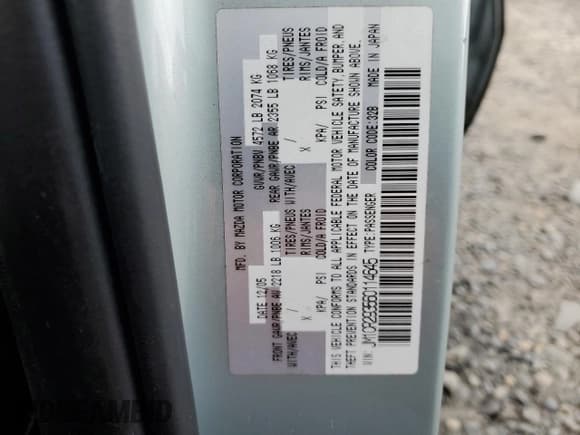 MFD. BY MAZDA MOTOR CORPORATION
DATE 12/05 GVWR/PNBV 4572 LB 2074 KG
FRONT GAWR/PNBE AV 2218 LB 1006 KG REAR GAWR/PNBE AR 2355 LB 1068 KG
WITH/AVEC / TIRES/PNEUS WITH/AVEC / TIRES/PNEUS
X RIMS/JANTES X RIMS/JANTES
KPA/ PSI COLD/A FROID KPA/ PSI COLD/A FROID
THIS VEHICLE CONFORMS TO ALL APPLICABLE FEDERAL MOTOR VEHICLE SAFETY,BUMPER,AND
THEFT PREVENTION STANDARDS IN EFFECT ON THE DATE OF MANUFACTURE SHOWN ABOVE.
VIN: JM1CR293560114645 TYPE:PASSENGER COLOR CODE:32B MADE IN JAPAN